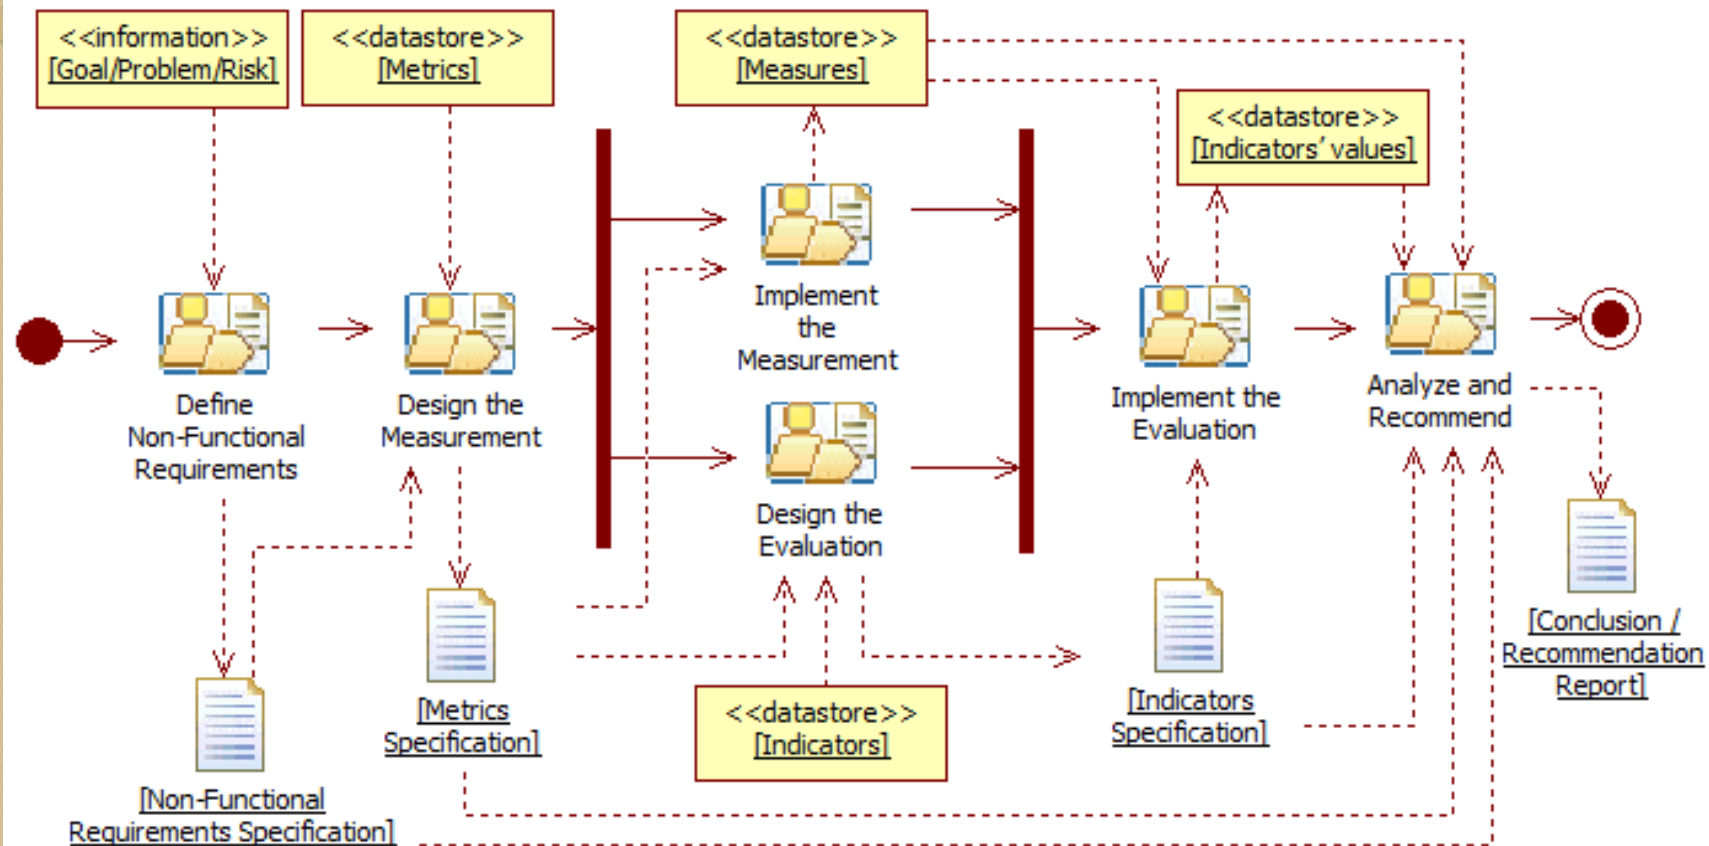 <<information>>
[Goal/Problem/Risk]
<<datastore>>
[Metrics]
<<datastore>>
[Measures]
<<datastore>>
[Indicators’ values]
Define
Non-Functional
Requirements
Design the
Measurement
Implement
the
Measurement
Design the
Evaluation
Implement the
Evaluation
Analyze and
Recommend
[Non-Functional
Requirements Specification]
[Metrics
Specification]
<<datastore>>
[Indicators]
[Indicators
Specification]
[Conclusion /
Recommendation
Report]